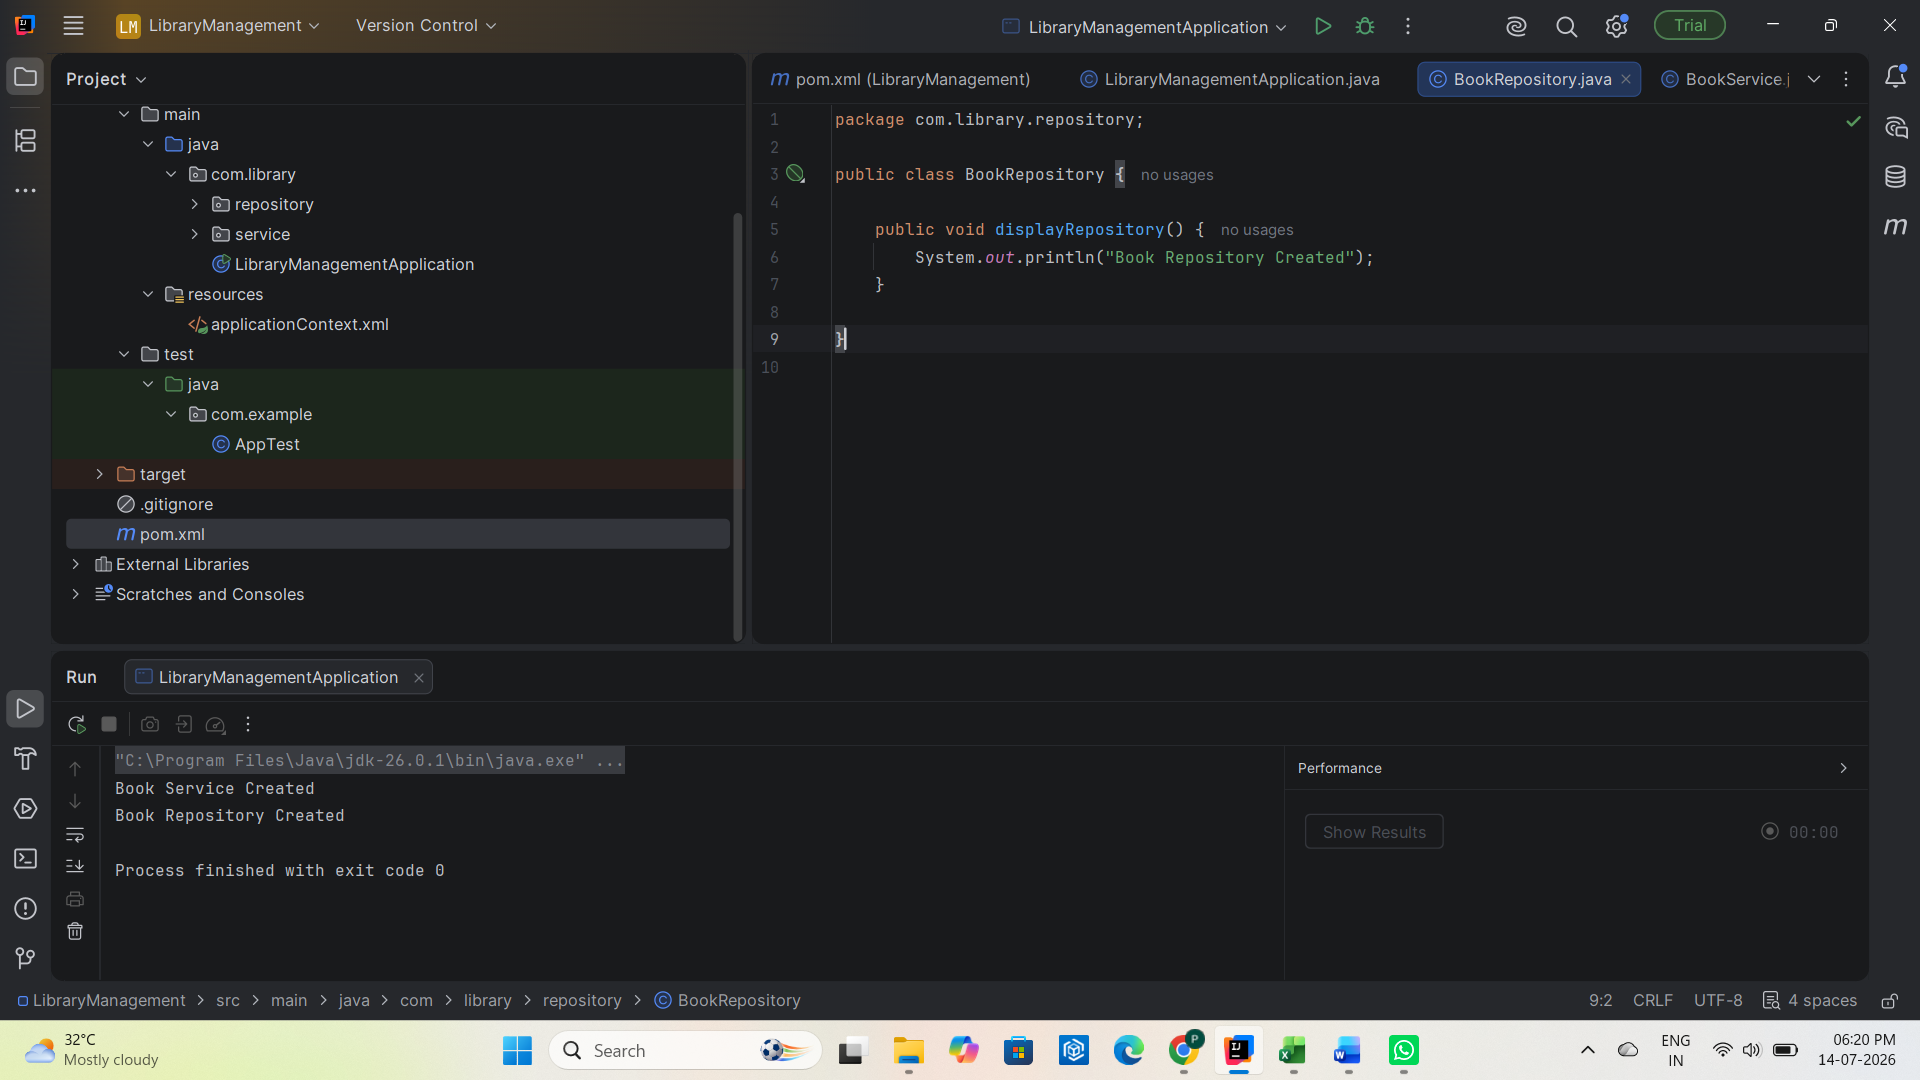 LM LibraryManagement Version Control LibraryManagementApplication Trial
Project
main
java
com.library
repository
service
LibraryManagementApplication
resources
applicationContext.xml
test
java
com.example
AppTest
target
.gitignore
m pom.xml
External Libraries
Scratches and Consoles
m pom.xml (LibraryManagement) LibraryManagementApplication.java BookRepository.java BookService.j
1 package com.library.repository;
2
3 public class BookRepository { no usages
4
5 public void displayRepository() { no usages
6 System.out.println("Book Repository Created");
7 }
8
9 }
10
m
Run LibraryManagementApplication
"C:\Program Files\Java\jdk-26.0.1\bin\java.exe" ...
Book Service Created
Book Repository Created
Process finished with exit code 0
Performance
Show Results 00:00
LibraryManagement > src > main > java > com > library > repository > BookRepository 9:2 CRLF UTF-8 4 spaces
32°C
Mostly cloudy
Search
ENG
IN
06:20 PM
14-07-2026